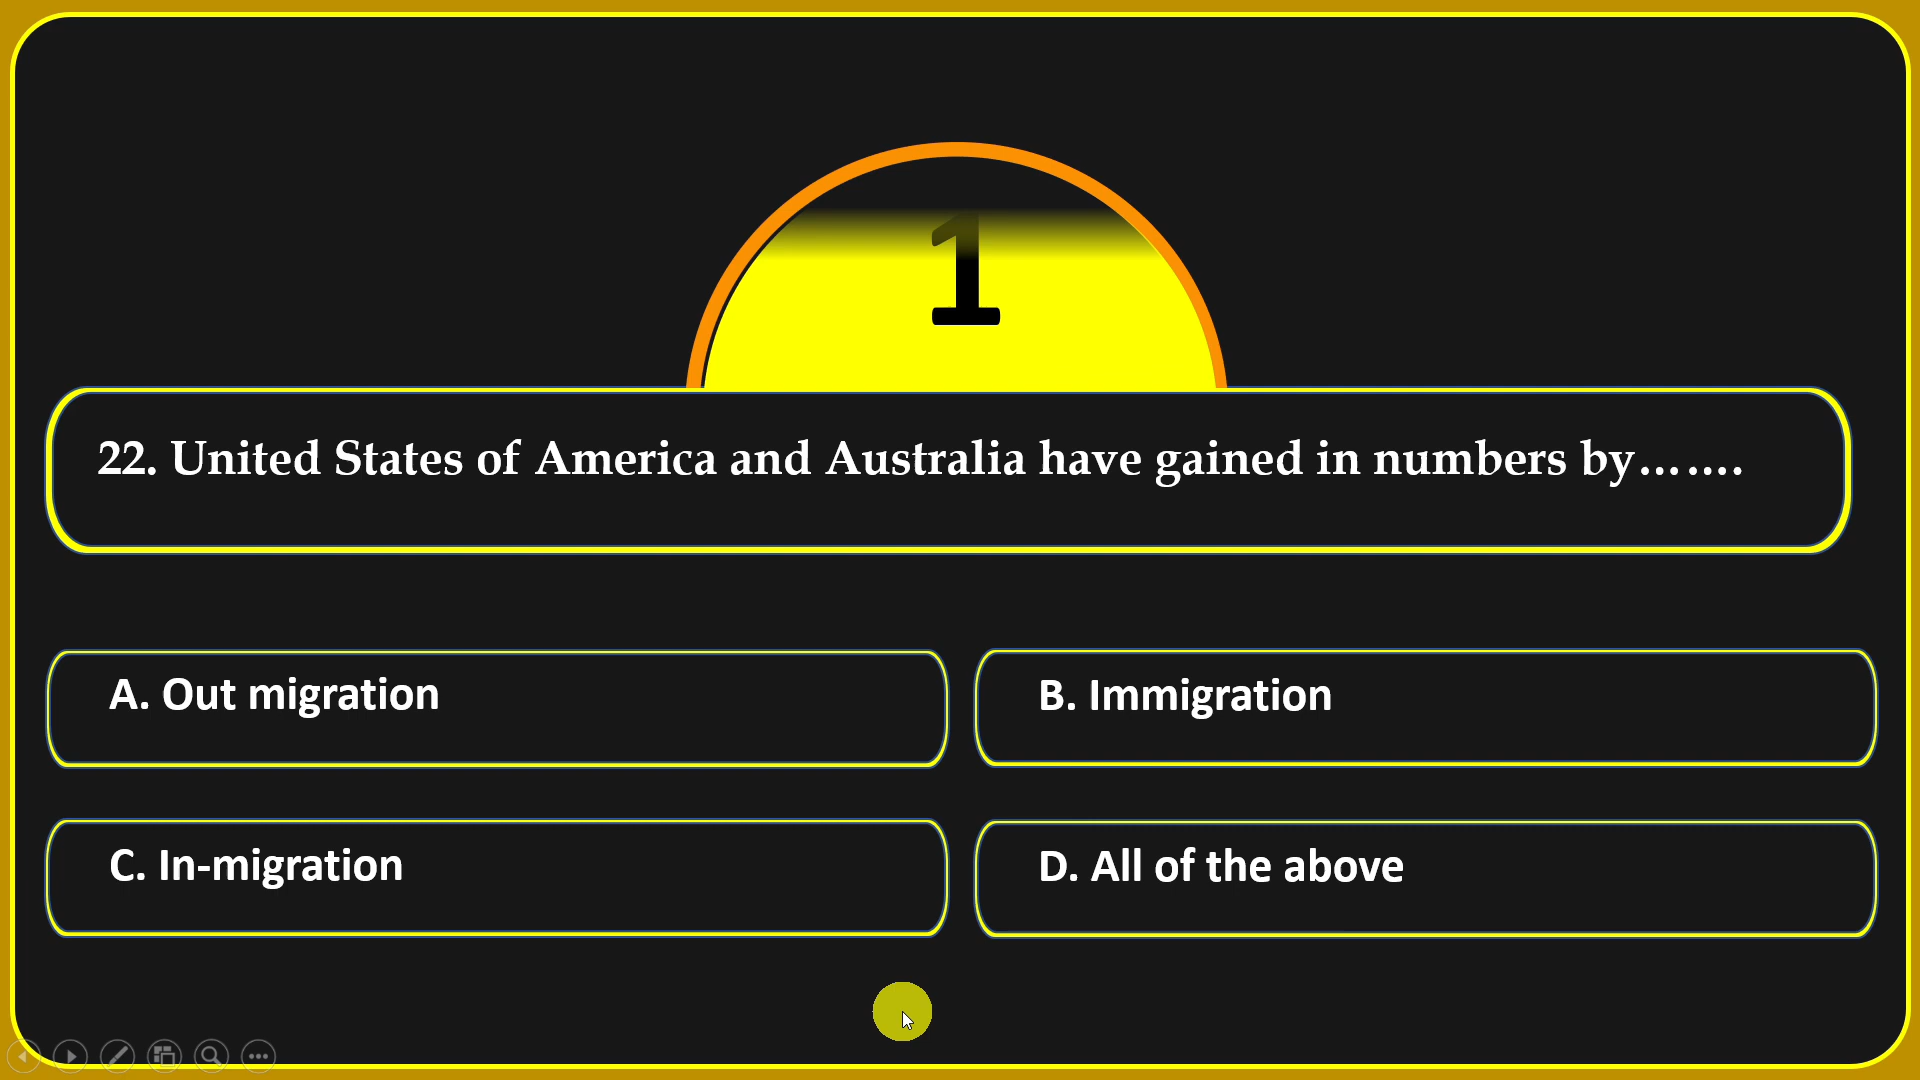 1
22. United States of America and Australia have gained in numbers by…….
A. Out migration
B. Immigration
C. In-migration
D. All of the above